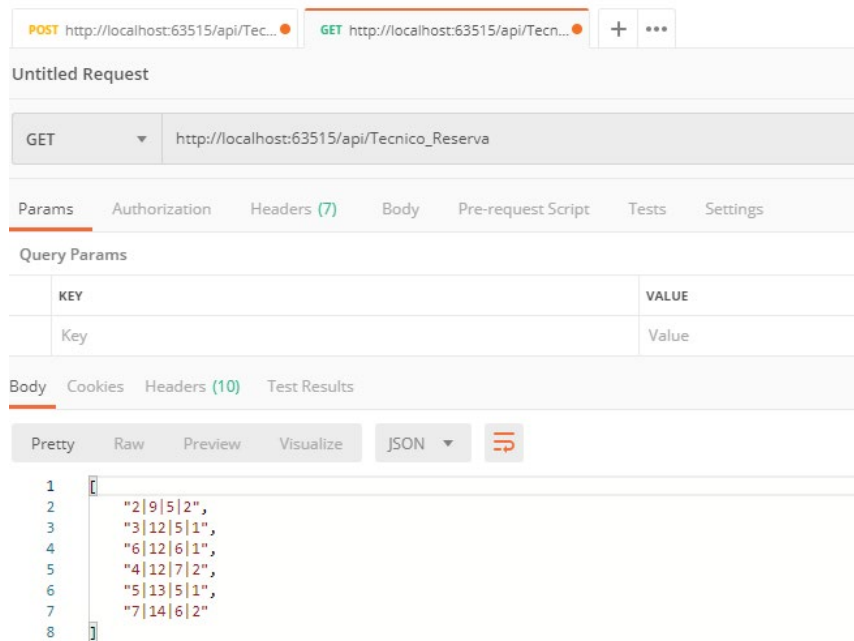 POST http://localhost:63515/api/Tec... GET http://localhost:63515/api/Tecn... + •••
Untitled Request
GET http://localhost:63515/api/Tecnico_Reserva
Params Authorization Headers (7) Body Pre-request Script Tests Settings
Query Params
KEY VALUE
Key Value
Body Cookies Headers (10) Test Results
Pretty Raw Preview Visualize JSON
1 [
2 "2|9|5|2",
3 "3|12|5|1",
4 "6|12|6|1",
5 "4|12|7|2",
6 "5|13|5|1",
7 "7|14|6|2"
8 ]